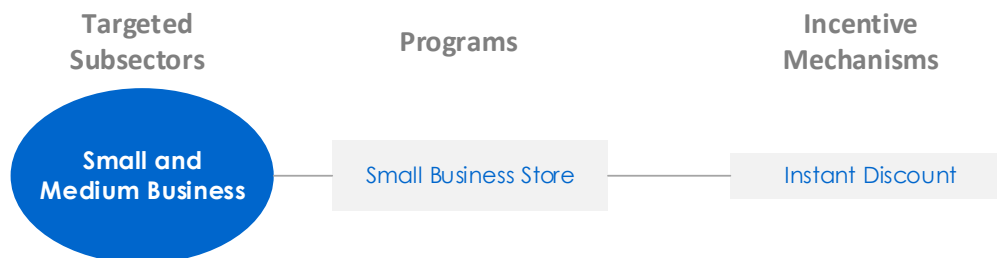 Targeted
Subsectors
Programs
Incentive
Mechanisms
Small and
Medium Business
Small Business Store
Instant Discount